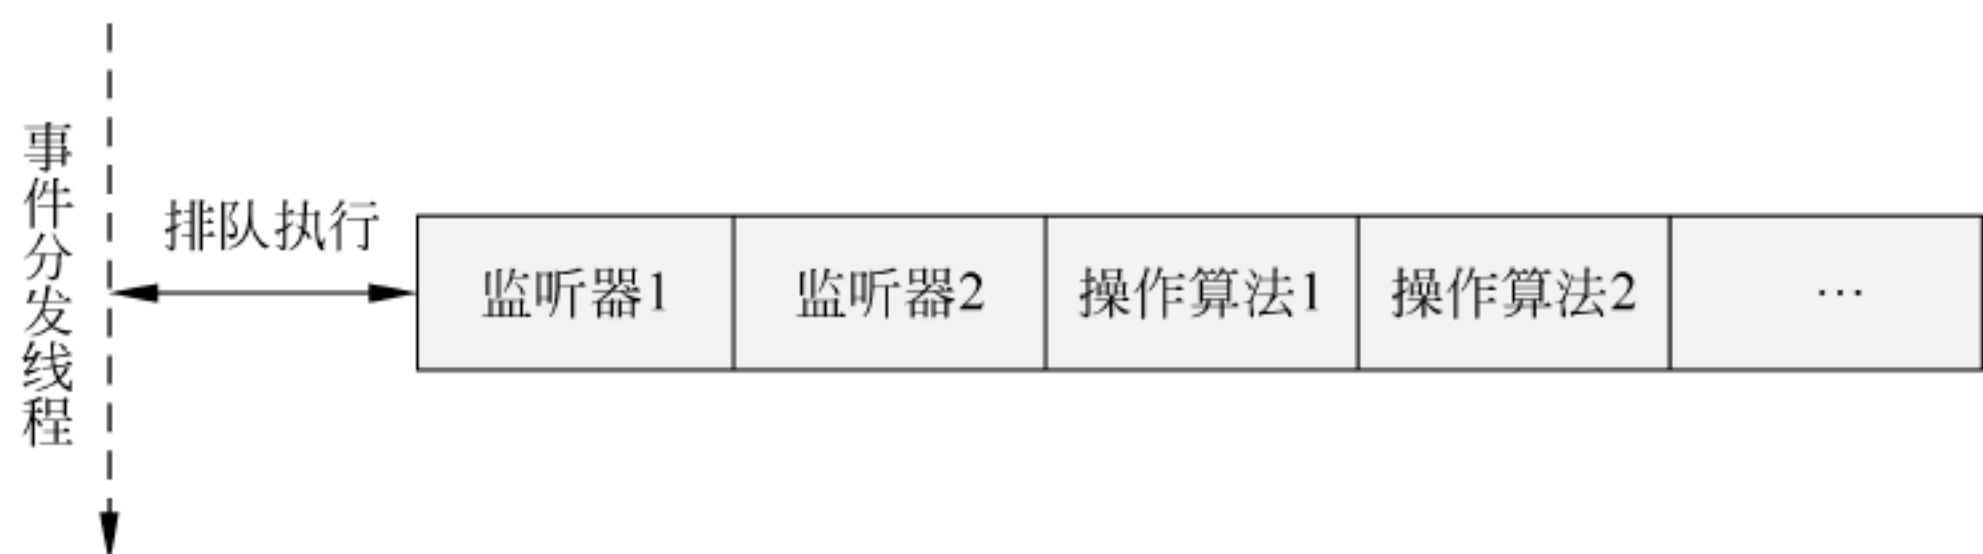 事件分发线程
排队执行
监听器1
监听器2
操作算法1
操作算法2
…